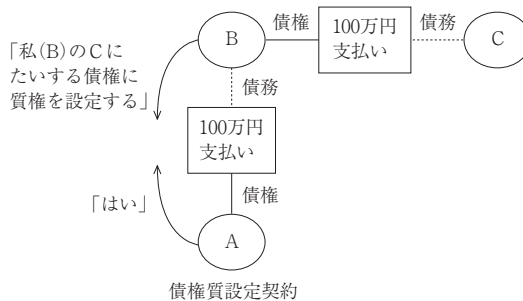 B
債権
100万円
支払い
債務
C
「私(B)のCに
たいする債権に
質権を設定する」
債務
100万円
支払い
債権
「はい」
A
債権質設定契約